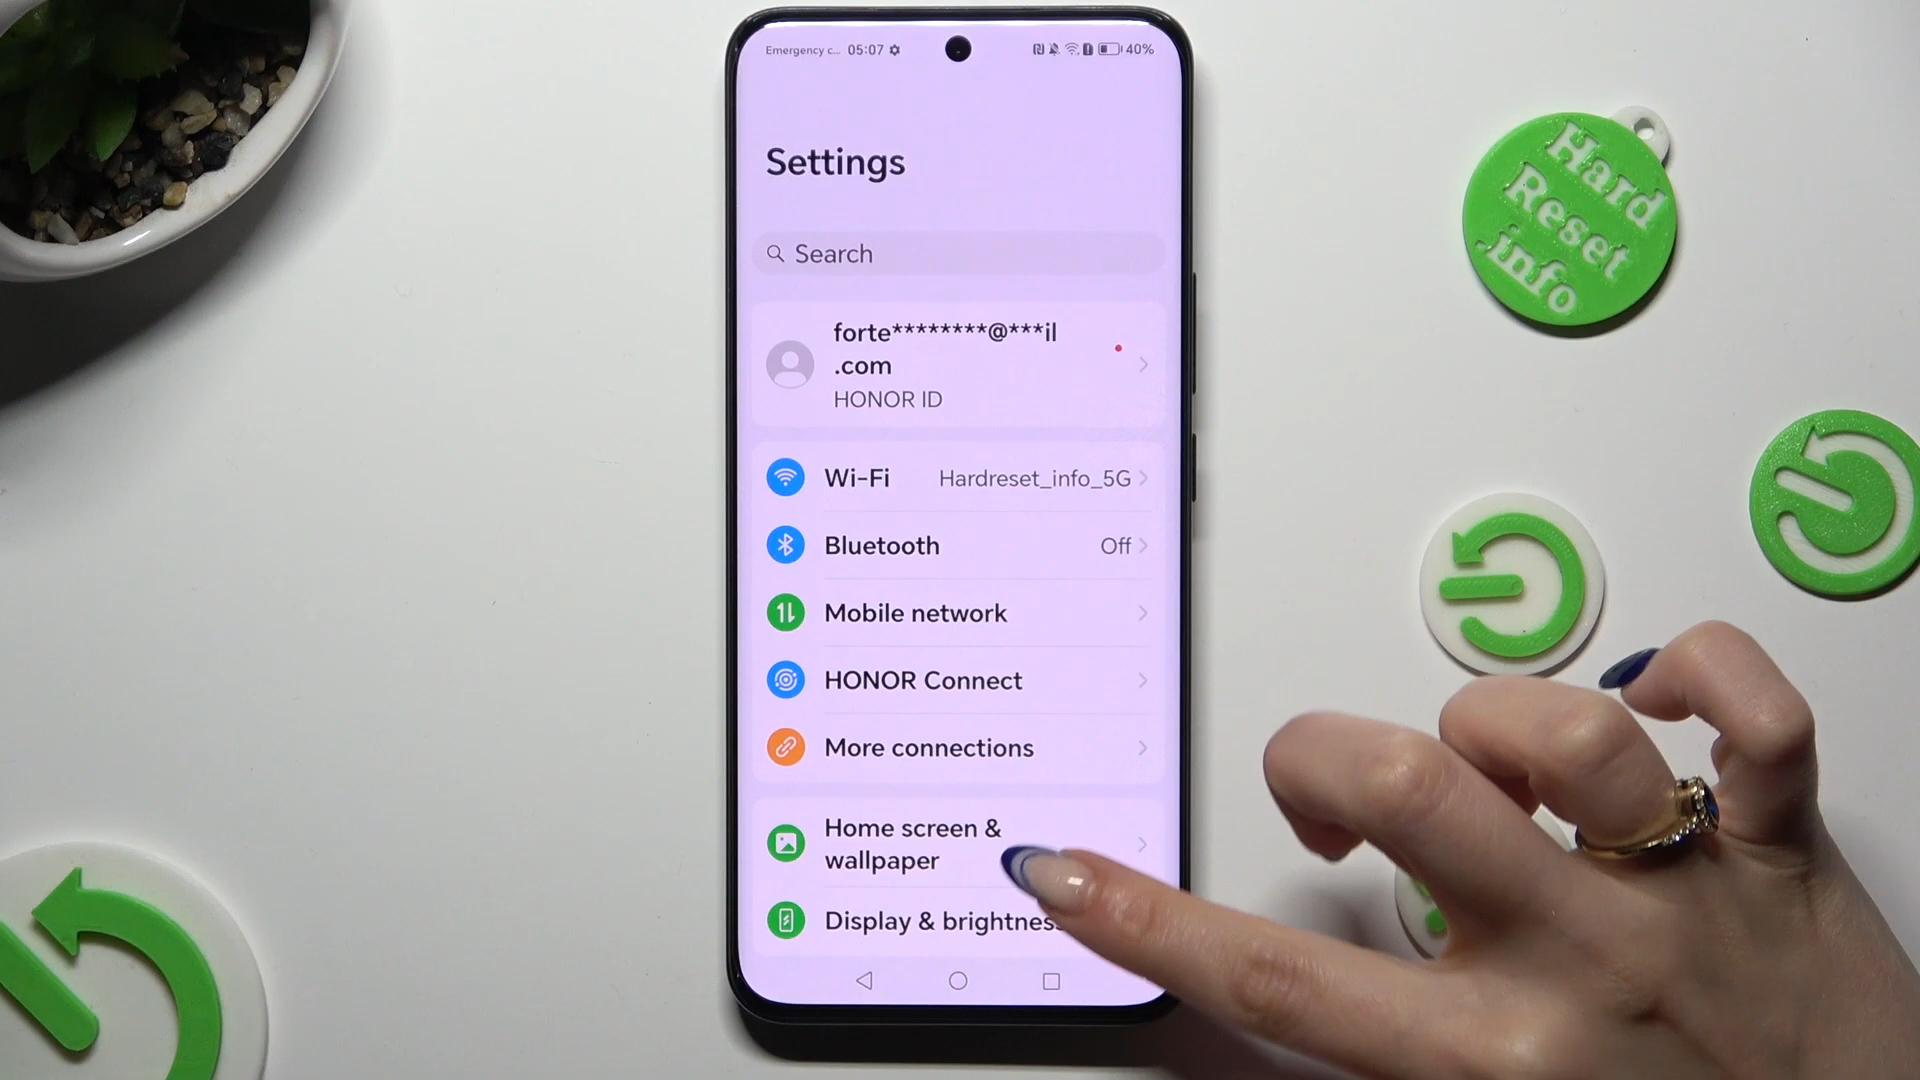 Emergency c... 05:07 40%
Settings
Search
forte********@***il
.com
HONOR ID
Wi-Fi Hardreset_info_5G
Bluetooth Off
Mobile network
HONOR Connect
More connections
Home screen &
wallpaper
Display & brightness
Hard
Reset
.info